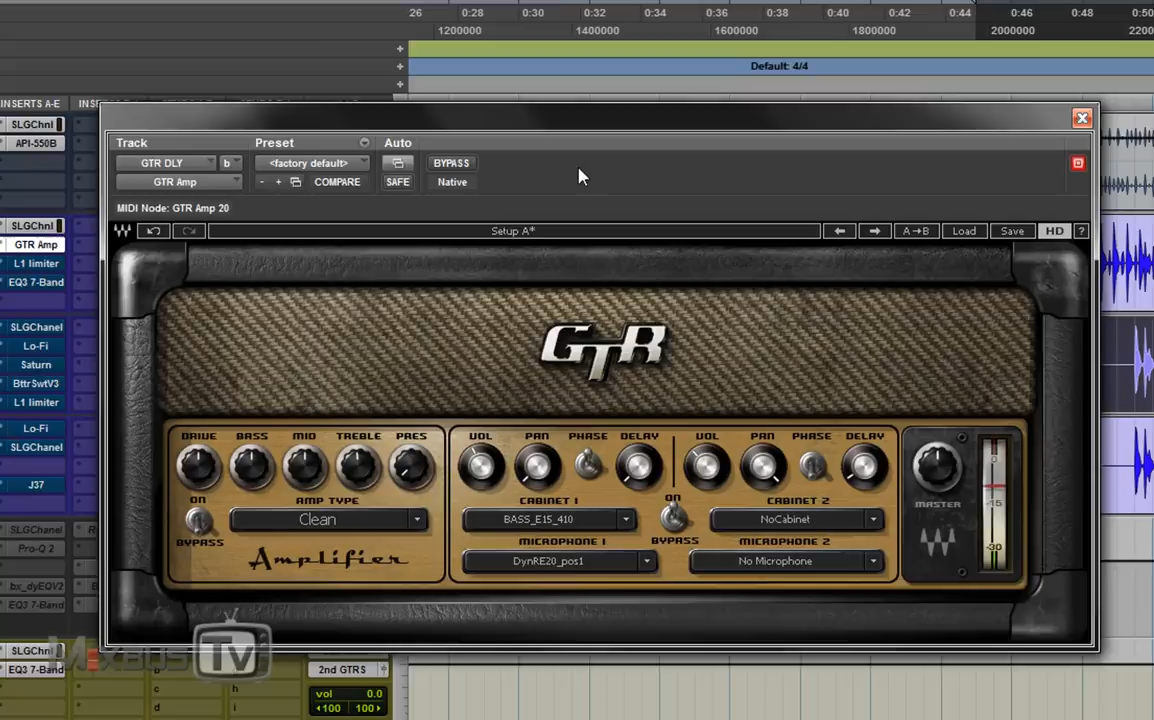 26 0:28 0:30 0:32 0:34 0:36 0:38 0:40 0:42 0:44 0:46 0:48 0:50
1200000 1400000 1600000 1800000 2000000 2200
Default: 4/4
INSERTS A-E
SLGChnl
API-550B
SLGChnl
GTR Amp
L1 limiter
EQ3 7-Band
SLGChanel
Lo-Fi
Saturn
BttrSwtV3
L1 limiter
Lo-Fi
SLGChanel
J37
SLGChanel
Pro-Q 2
bx_dyEQV2
EQ3 7-Band
SLGChnl
EQ3 7-Band
Track Preset Auto
GTR DLY b <factory default> BYPASS
GTR Amp - + COMPARE SAFE Native
MIDI Node: GTR Amp 20
Setup A* A→B Load Save HD ?
GTR
DRIVE BASS MID TREBLE PRES VOL PAN PHASE DELAY VOL PAN PHASE DELAY
ON AMP TYPE CABINET 1 ON CABINET 2 MASTER
Clean BASS_E15_410 NoCabinet
BYPASS MICROPHONE 1 BYPASS MICROPHONE 2
Amplifier DynRE20_pos1 No Microphone
0
-15
-30
MixbusTv
2nd GTRS
b
c h
d i
vol 0.0
100 100